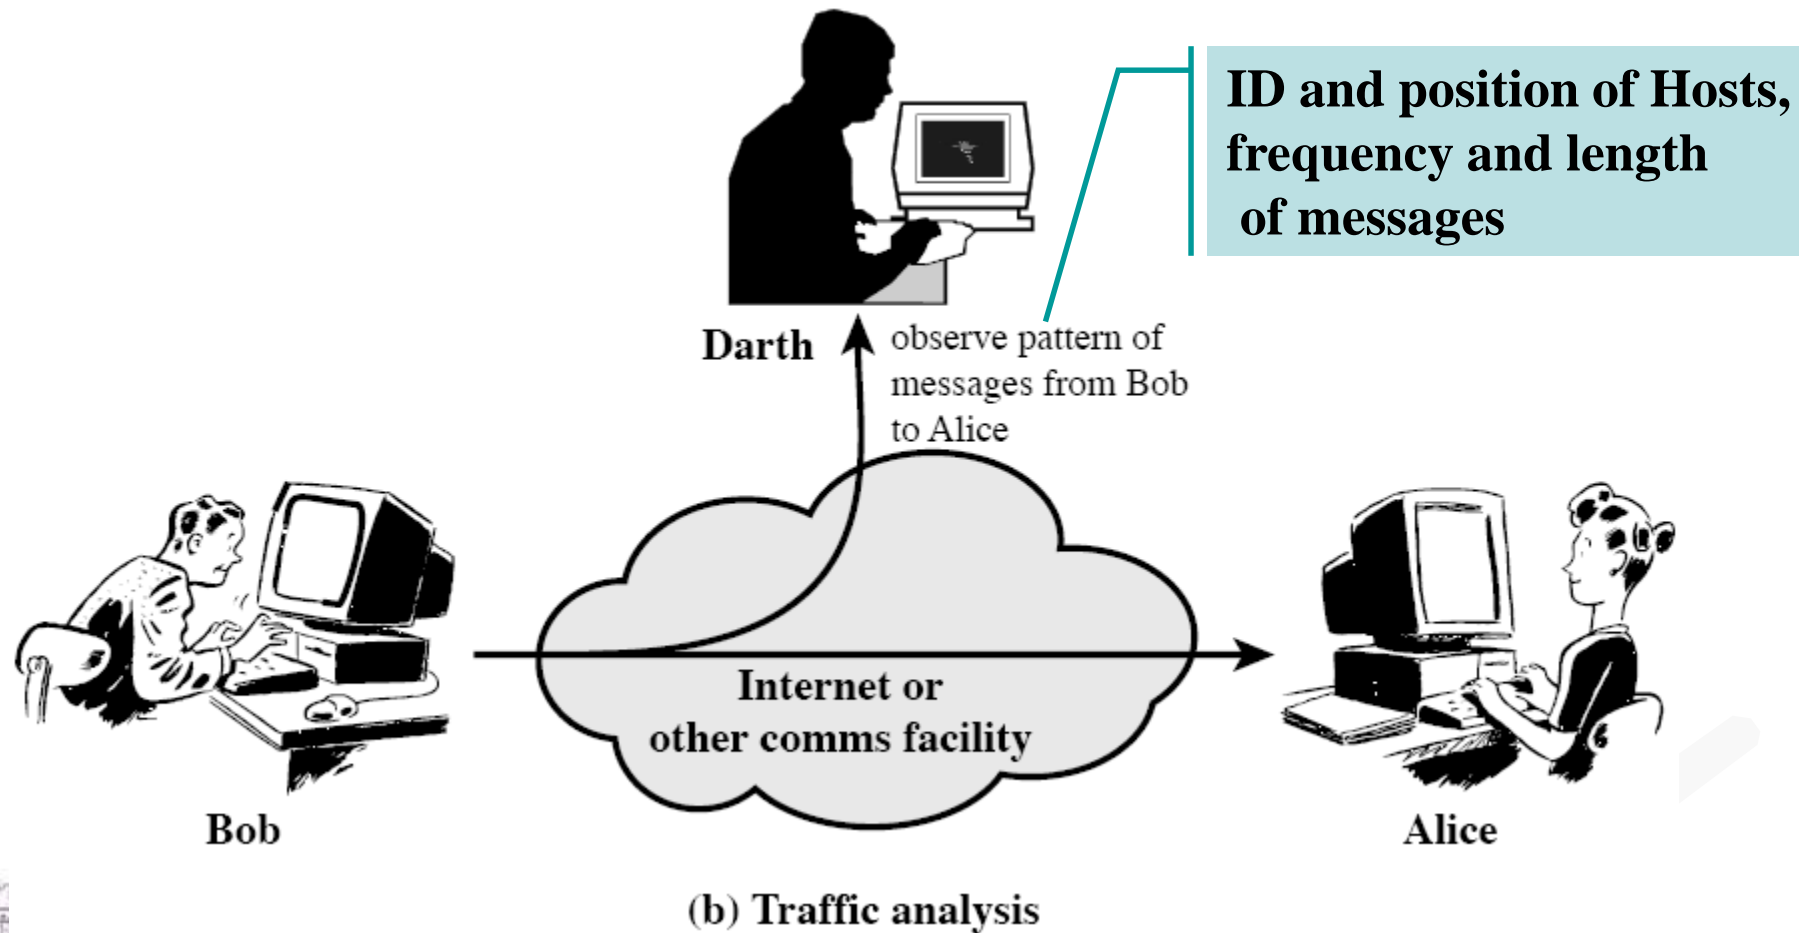 ID and position of Hosts,
frequency and length
of messages
Darth
observe pattern of
messages from Bob
to Alice
Internet or
other comms facility
Bob
Alice
(b) Traffic analysis